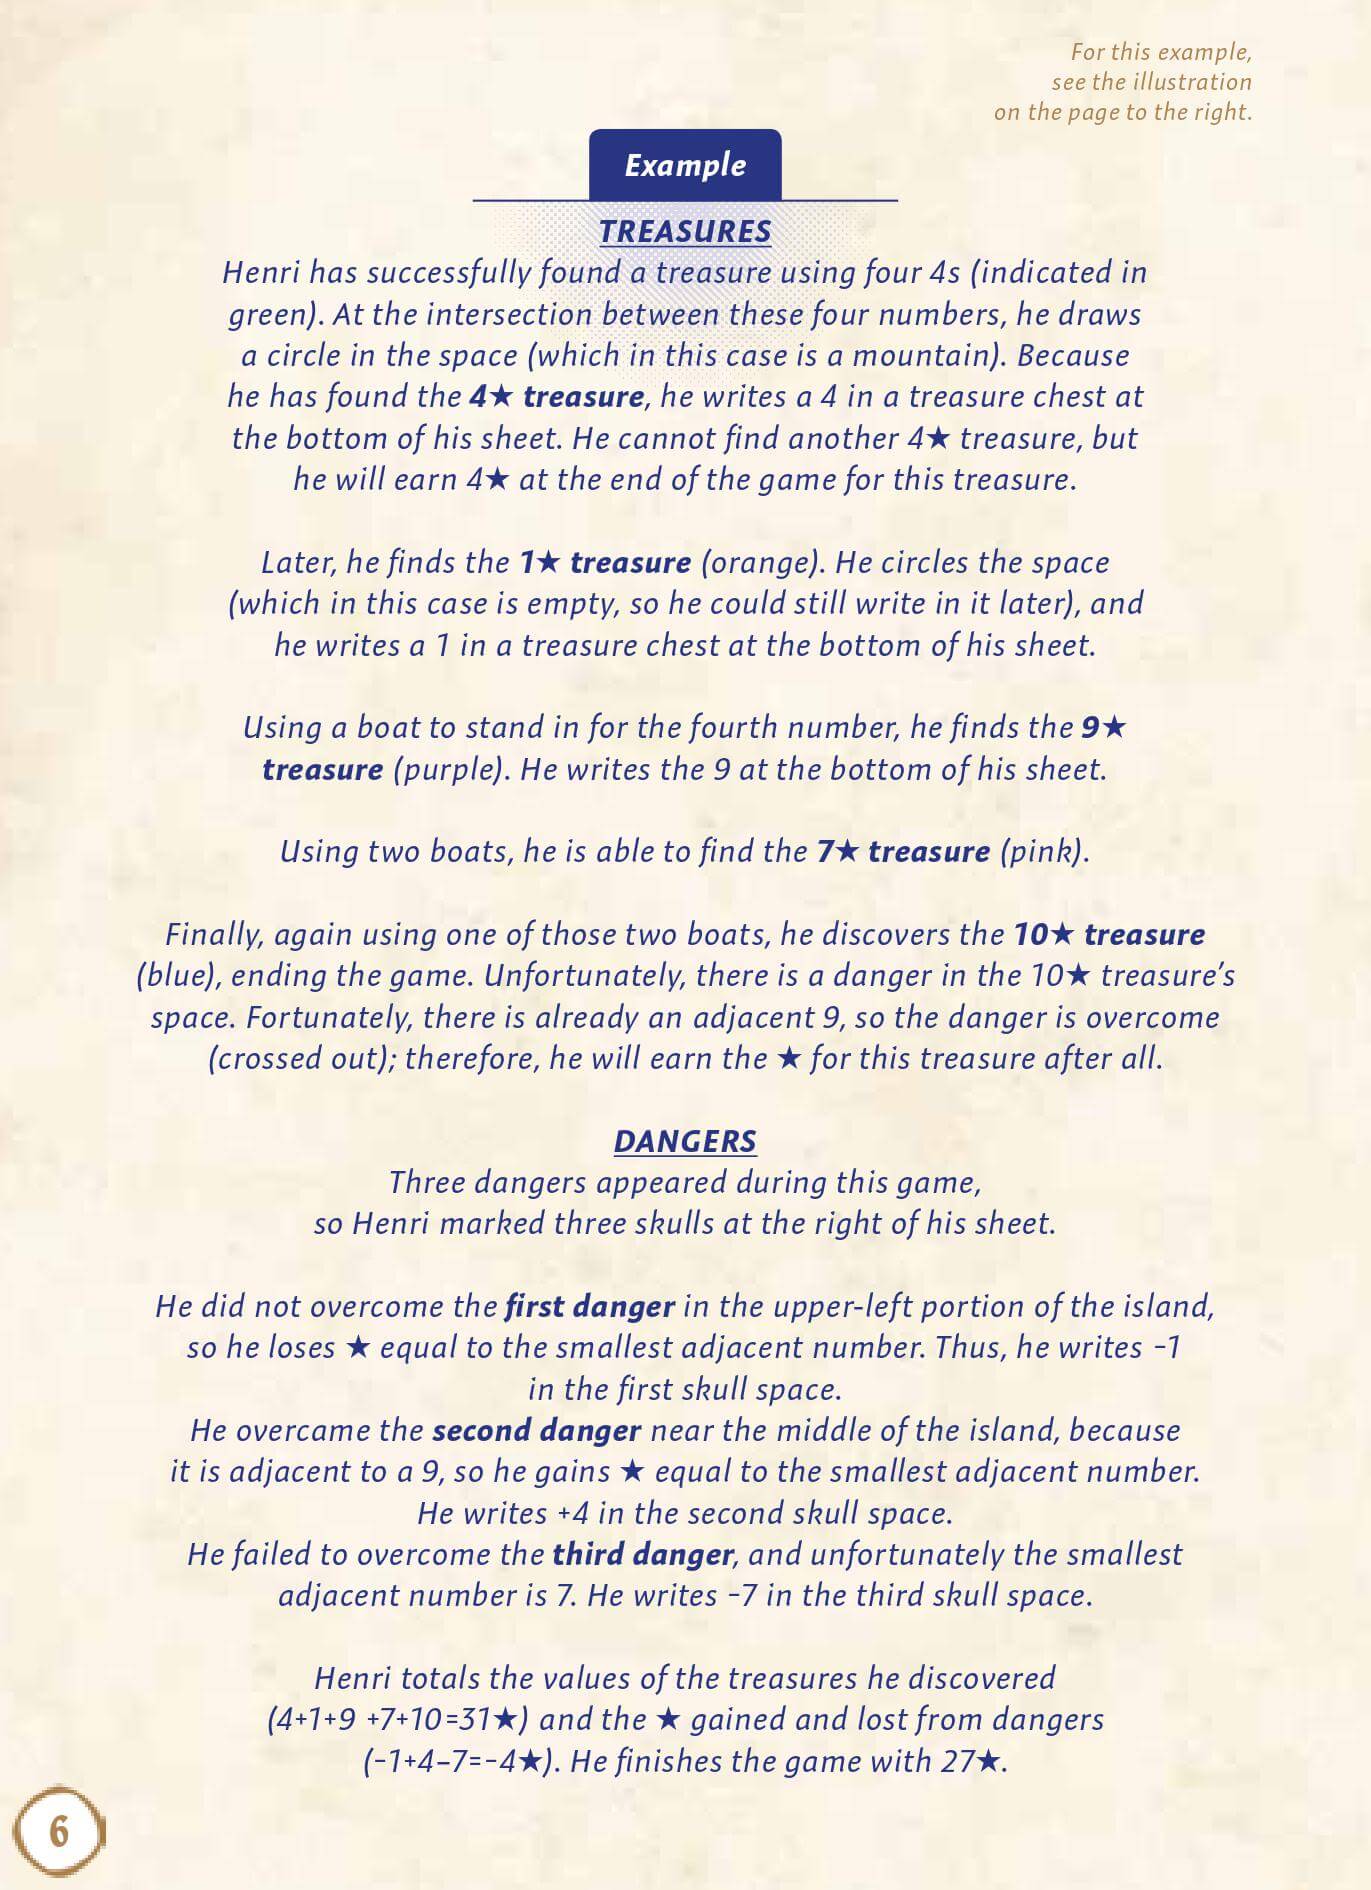 For this example,
see the illustration
on the page to the right.
Example
TREASURES
Henri has successfully found a treasure using four 4s (indicated in
green). At the intersection between these four numbers, he draws
a circle in the space (which in this case is a mountain). Because
he has found the 4★ treasure, he writes a 4 in a treasure chest at
the bottom of his sheet. He cannot find another 4★ treasure, but
he will earn 4★ at the end of the game for this treasure.
Later, he finds the 1★ treasure (orange). He circles the space
(which in this case is empty, so he could still write in it later), and
he writes a 1 in a treasure chest at the bottom of his sheet.
Using a boat to stand in for the fourth number, he finds the 9★
treasure (purple). He writes the 9 at the bottom of his sheet.
Using two boats, he is able to find the 7★ treasure (pink).
Finally, again using one of those two boats, he discovers the 10★ treasure
(blue), ending the game. Unfortunately, there is a danger in the 10★ treasure’s
space. Fortunately, there is already an adjacent 9, so the danger is overcome
(crossed out); therefore, he will earn the ★ for this treasure after all.
DANGERS
Three dangers appeared during this game,
so Henri marked three skulls at the right of his sheet.
He did not overcome the first danger in the upper-left portion of the island,
so he loses ★ equal to the smallest adjacent number. Thus, he writes −1
in the first skull space.
He overcame the second danger near the middle of the island, because
it is adjacent to a 9, so he gains ★ equal to the smallest adjacent number.
He writes +4 in the second skull space.
He failed to overcome the third danger, and unfortunately the smallest
adjacent number is 7. He writes −7 in the third skull space.
Henri totals the values of the treasures he discovered
(4+1+9 +7+10=31★) and the ★ gained and lost from dangers
(−1+4−7=−4★). He finishes the game with 27★.
6